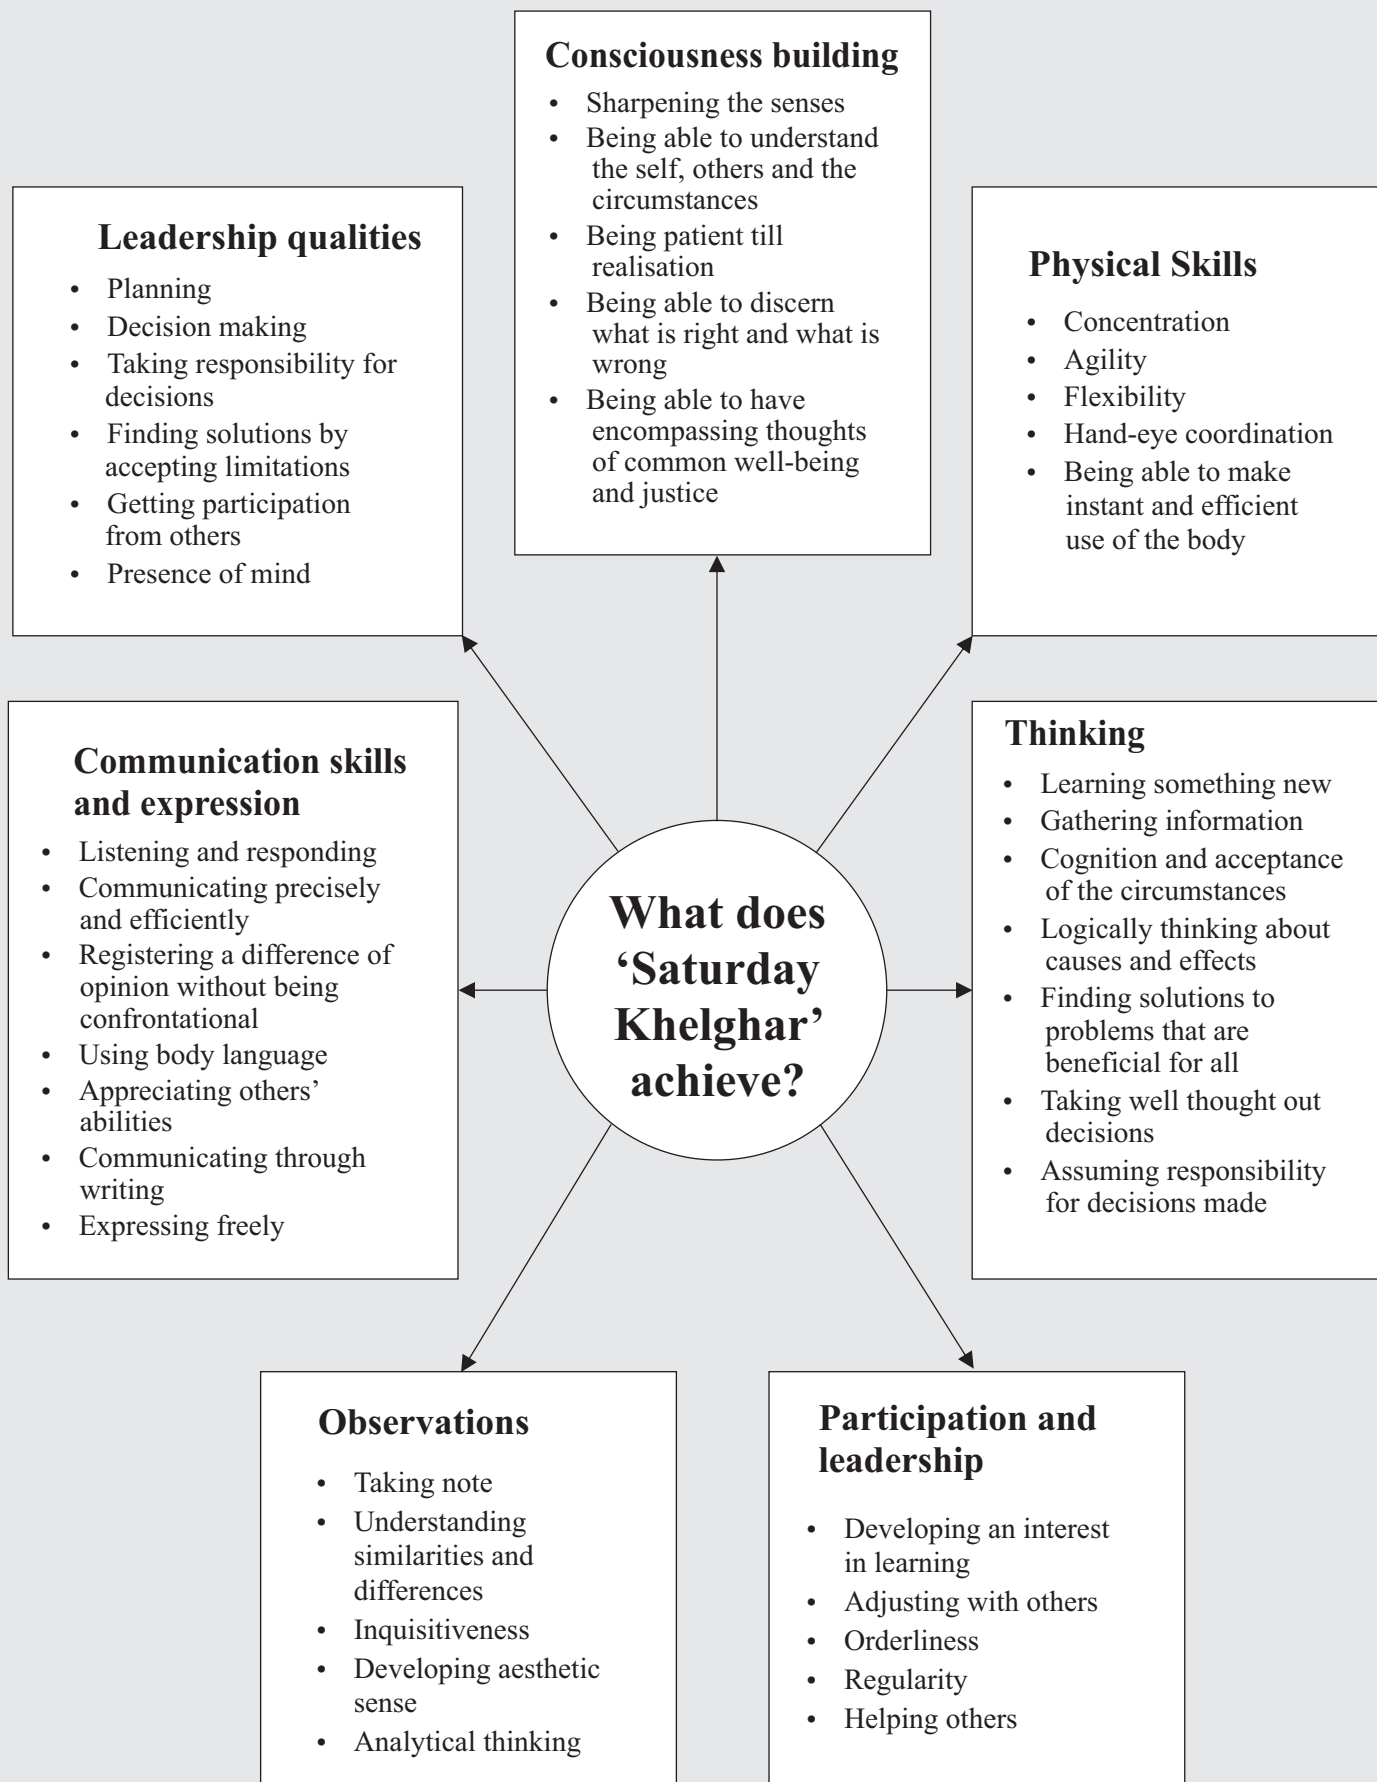 Consciousness building
• Sharpening the senses
• Being able to understand
the self, others and the
circumstances
• Being patient till
realisation
• Being able to discern
what is right and what is
wrong
• Being able to have
encompassing thoughts
of common well-being
and justice
Leadership qualities
• Planning
• Decision making
• Taking responsibility for
decisions
• Finding solutions by
accepting limitations
• Getting participation
from others
• Presence of mind
Physical Skills
• Concentration
• Agility
• Flexibility
• Hand-eye coordination
• Being able to make
instant and efficient
use of the body
Communication skills
and expression
• Listening and responding
• Communicating precisely
and efficiently
• Registering a difference of
opinion without being
confrontational
• Using body language
• Appreciating others’
abilities
• Communicating through
writing
• Expressing freely
What does
‘Saturday
Khelghar’
achieve?
Thinking
• Learning something new
• Gathering information
• Cognition and acceptance
of the circumstances
• Logically thinking about
causes and effects
• Finding solutions to
problems that are
beneficial for all
• Taking well thought out
decisions
• Assuming responsibility
for decisions made
Observations
• Taking note
• Understanding
similarities and
differences
• Inquisitiveness
• Developing aesthetic
sense
• Analytical thinking
Participation and
leadership
• Developing an interest
in learning
• Adjusting with others
• Orderliness
• Regularity
• Helping others